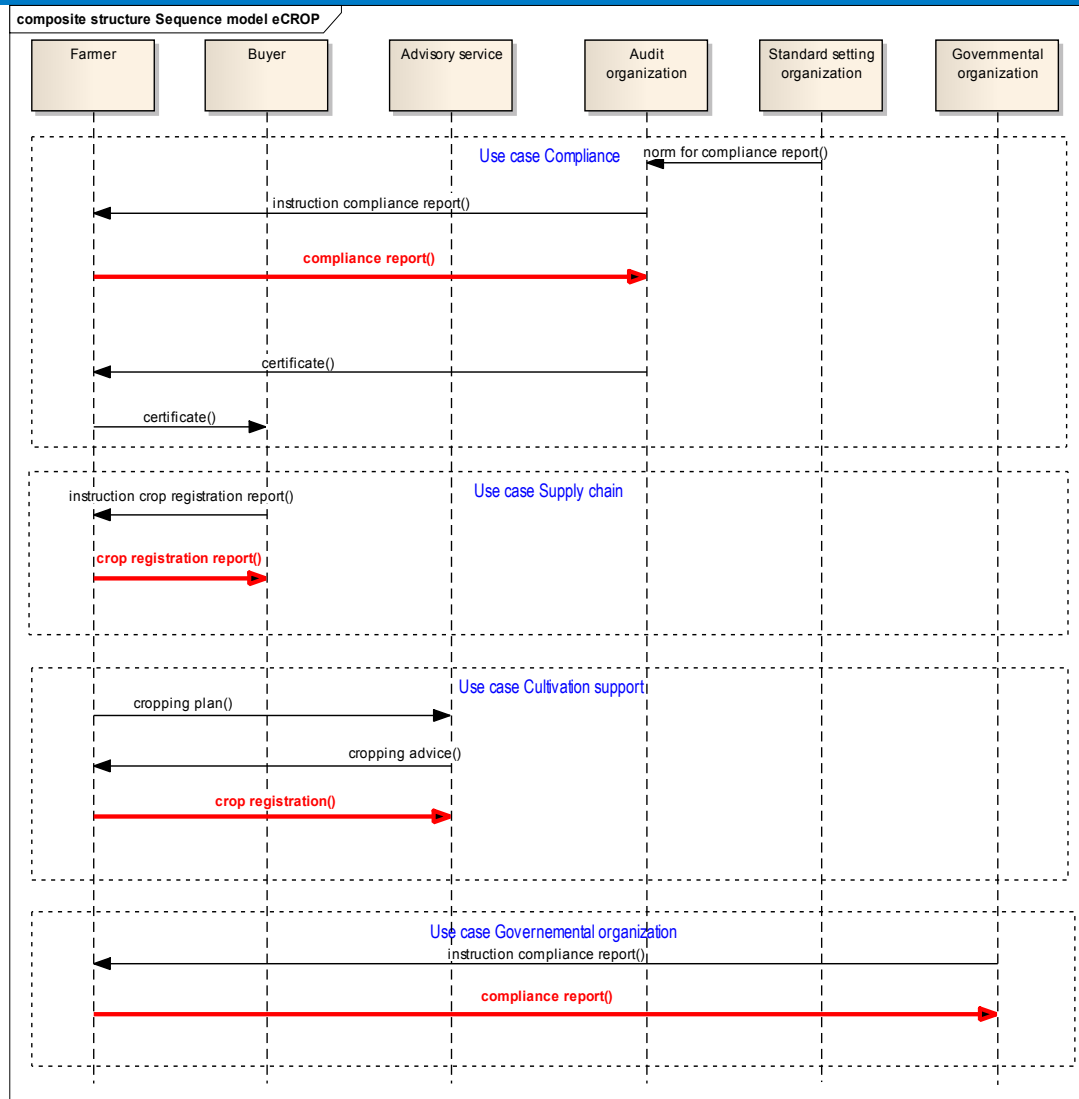 composite structure Sequence model eCROP
Farmer
Buyer
Advisory service
Audit
organization
Standard setting
organization
Governmental
organization
Use case Compliance
norm for compliance report()
instruction compliance report()
compliance report()
certificate()
certificate()
Use case Supply chain
instruction crop registration report()
crop registration report()
Use case Cultivation support
cropping plan()
cropping advice()
crop registration()
Use case Governemental organization
instruction compliance report()
compliance report()